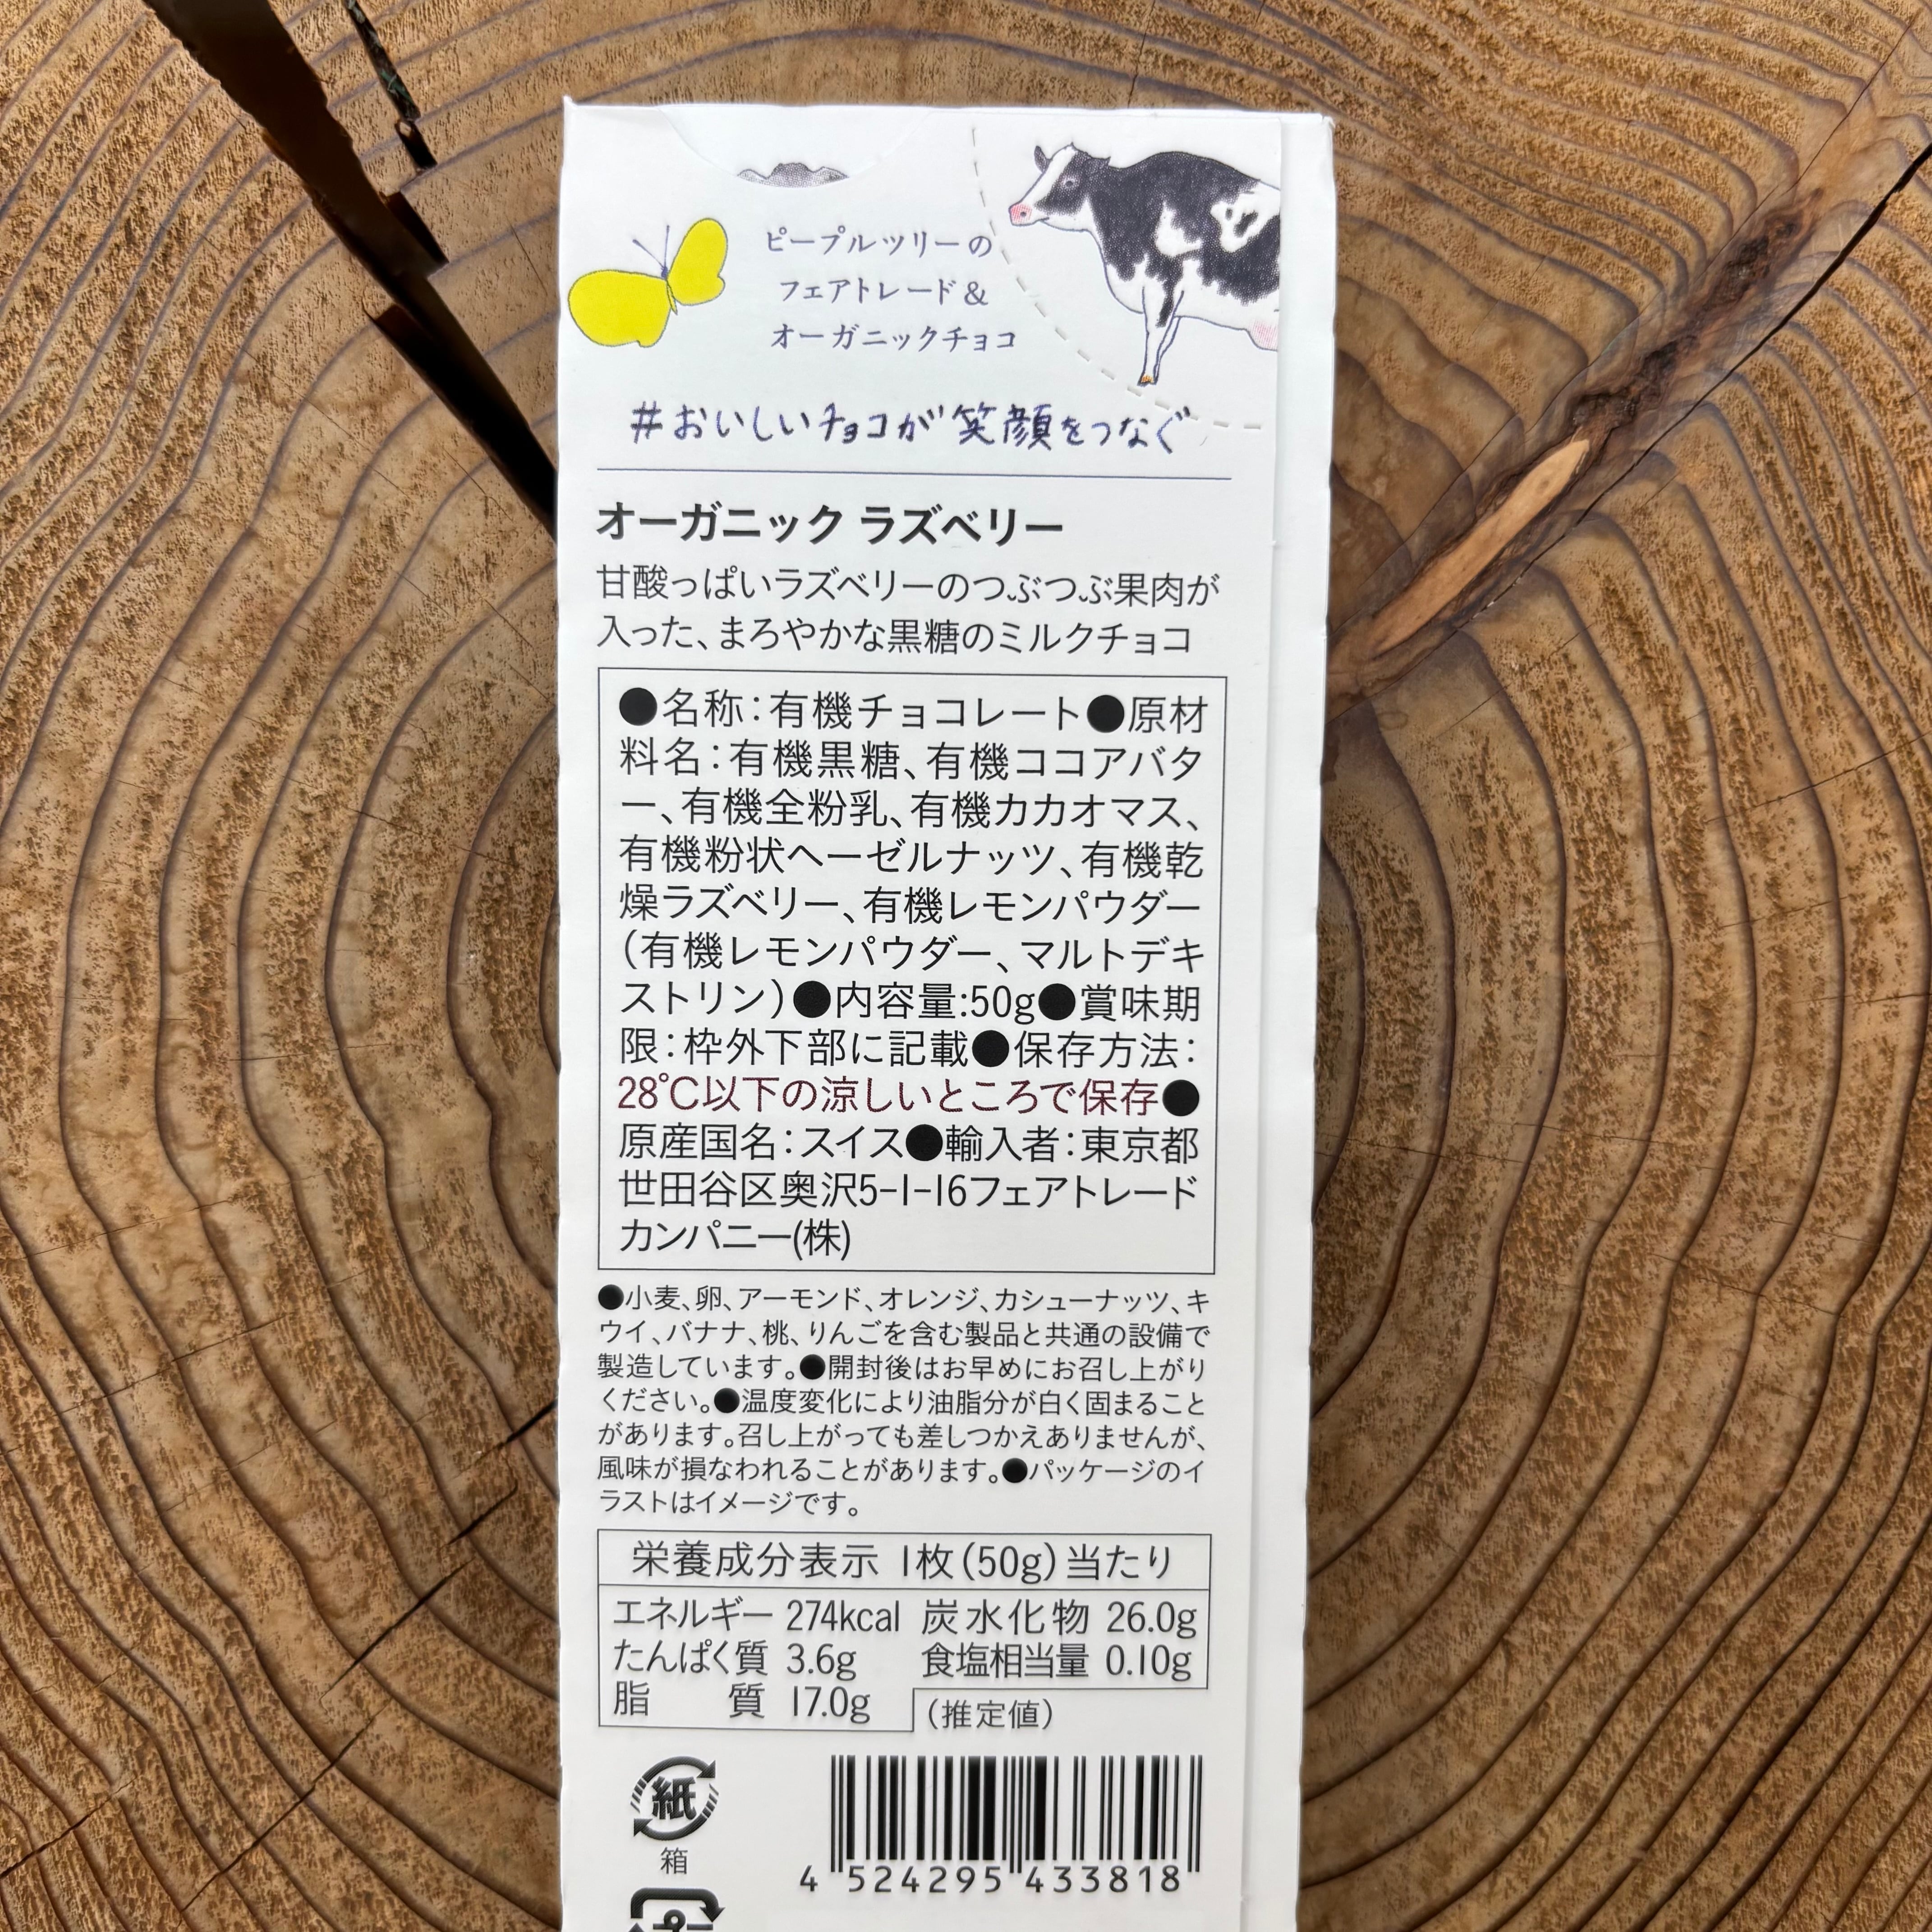 ピープルツリーの
フェアトレード&
オーガニックチョコ
#おいしいチョコが笑顔をつなぐ
オーガニック ラズベリー
甘酸っぱいラズベリーのつぶつぶ果肉が
入った、まろやかな黒糖のミルクチョコ
●名称：有機チョコレート●原材
料名：有機黒糖、有機ココアバタ
ー、有機全粉乳、有機カカオマス、
有機粉状ヘーゼルナッツ、有機乾
燥ラズベリー、有機レモンパウダー
（有機レモンパウダー、マルトデキ
ストリン）●内容量:50g●賞味期
限：枠外下部に記載●保存方法：
28℃以下の涼しいところで保存●
原産国名：スイス●輸入者：東京都
世田谷区奥沢5-1-16フェアトレード
カンパニー(株)
●小麦、卵、アーモンド、オレンジ、カシューナッツ、キ
ウイ、バナナ、桃、りんごを含む製品と共通の設備で
製造しています。●開封後はお早めにお召し上がり
ください。●温度変化により油脂分が白く固まること
があります。召し上がっても差しつかえありませんが、
風味が損なわれることがあります。●パッケージのイ
ラストはイメージです。
栄養成分表示 1枚（50g）当たり
エネルギー 274kcal 炭水化物 26.0g
たんぱく質 3.6g 食塩相当量 0.10g
脂質 17.0g （推定値）
紙
箱
4 524295 433818